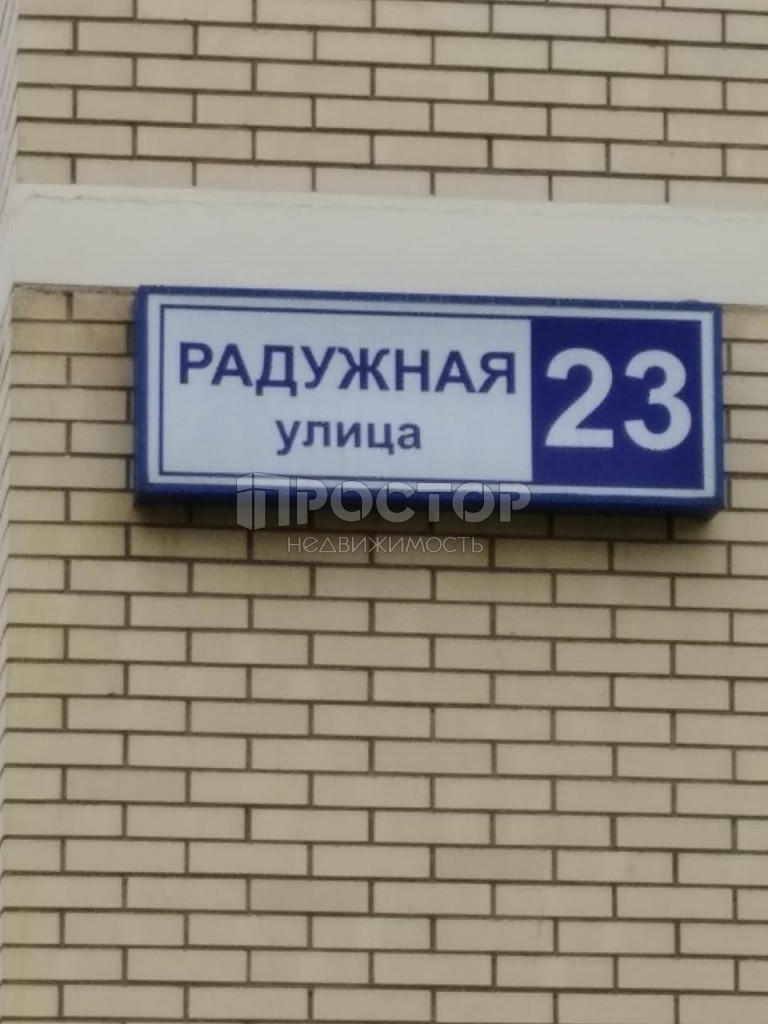 РАДУЖНАЯ
улица
23
ПРОСТОР
НЕДВИЖИМОСТЬ